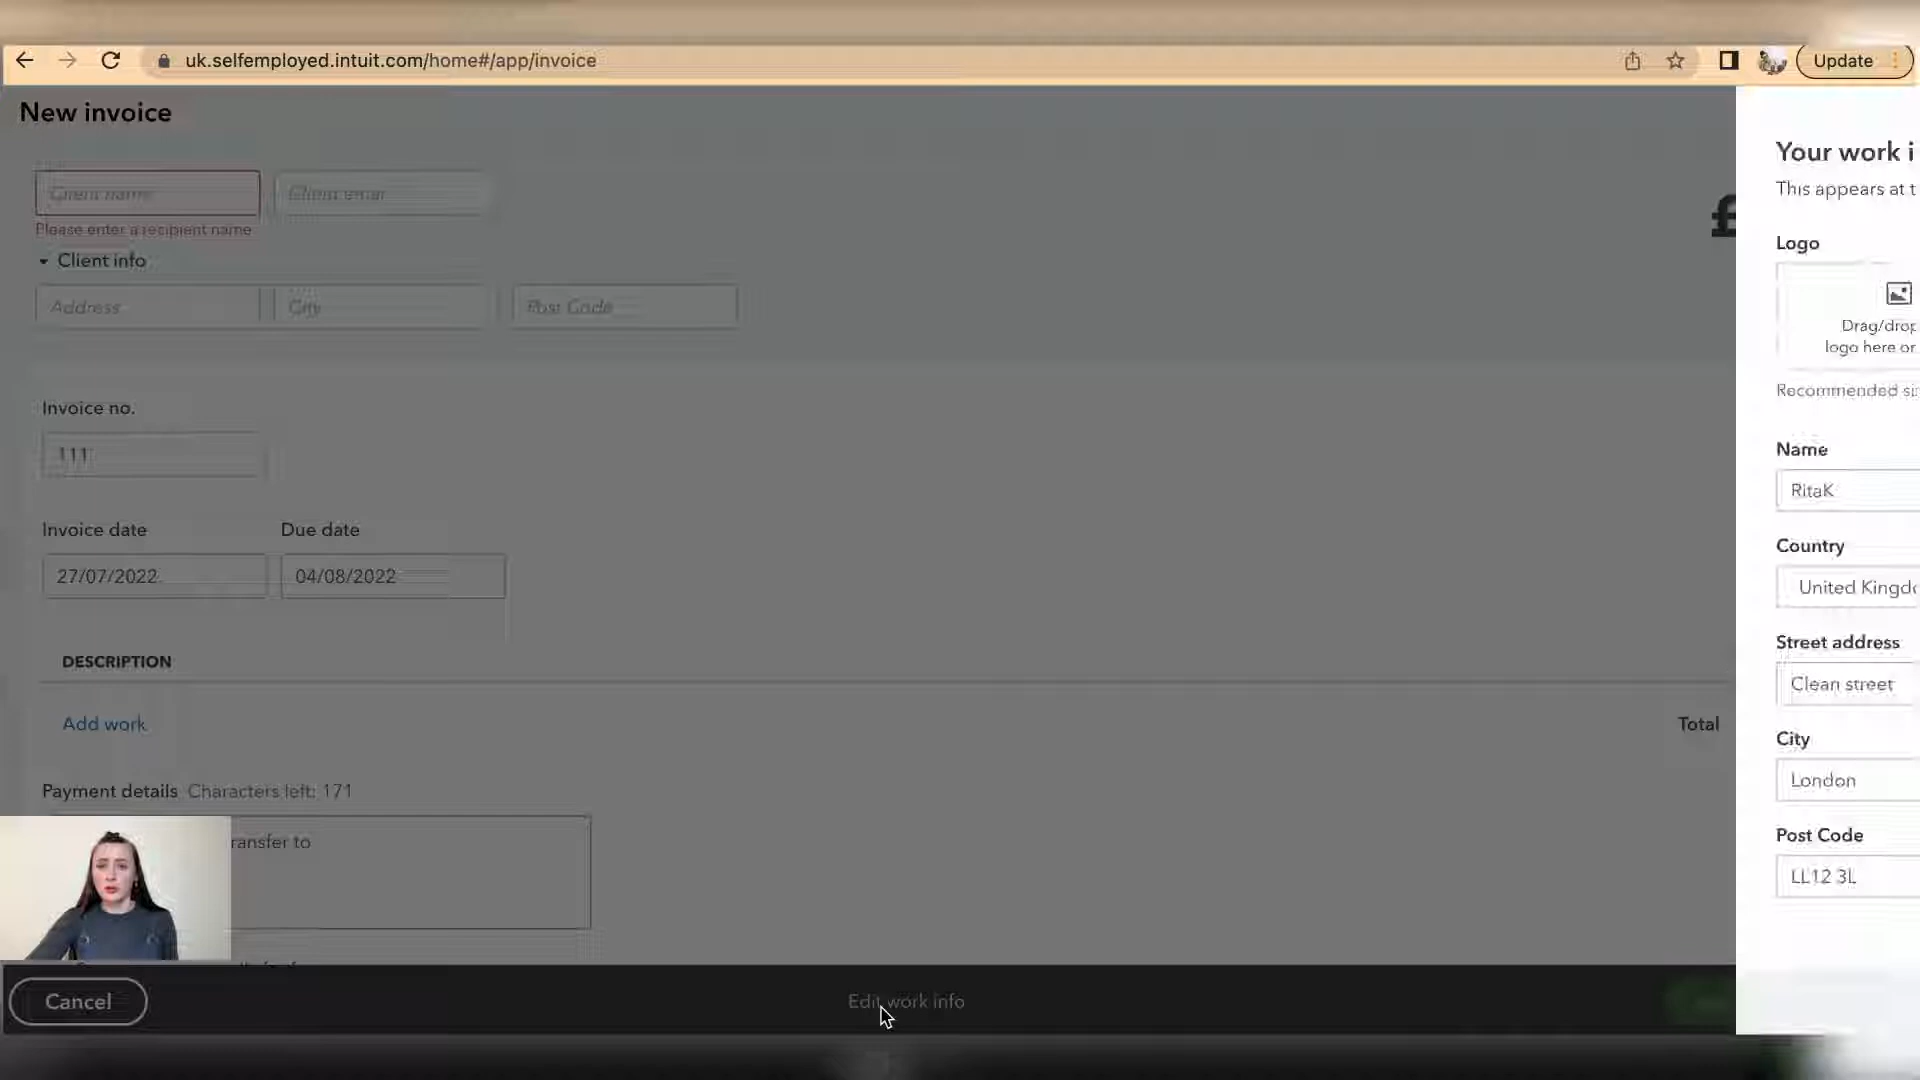 uk.selfemployed.intuit.com/home#/app/invoice
Update
New invoice
Client name
Client email
Please enter a recipient name
Client info
Address
City
Post Code
£
Invoice no.
111
Invoice date
Due date
27/07/2022
04/08/2022
DESCRIPTION
Add work
Total
Payment details Characters left: 171
ransfer to
Cancel
Edit work info
Your work i
This appears at t
Logo
Drag/drop
logo here or
Recommended si
Name
RitaK
Country
United Kingdo
Street address
Clean street
City
London
Post Code
LL12 3L